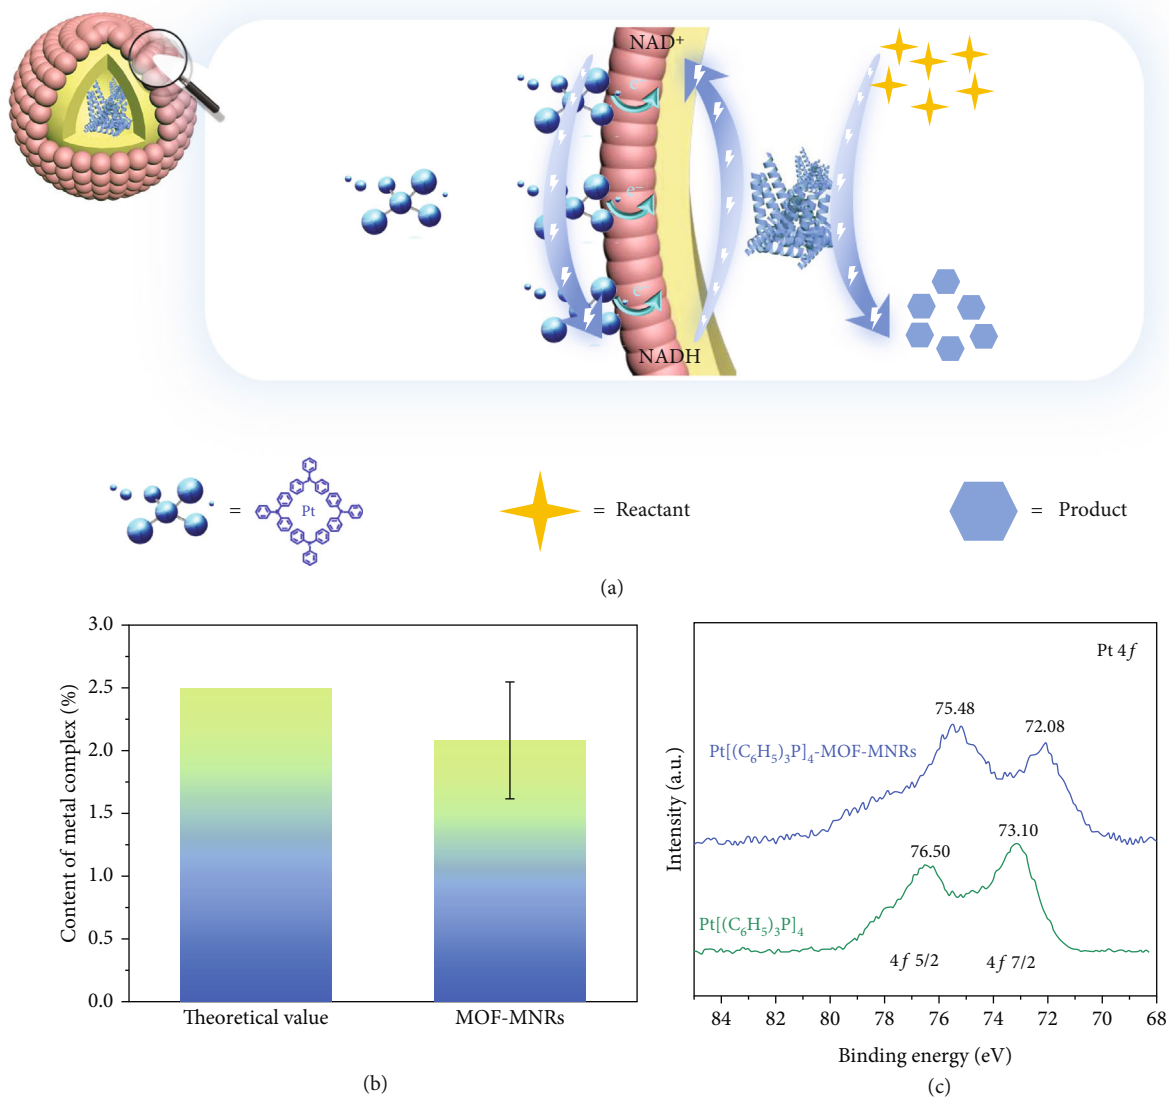 NAD⁺
e⁻
e⁻
e⁻
NADH
Pt
= 
= Reactant
= Product
(a)
Content of metal complex (%)
3.0
2.5
2.0
1.5
1.0
0.5
0.0
Theoretical value
MOF-MNRs
(b)
Intensity (a.u.)
Pt 4f
75.48
72.08
Pt[(C₆H₅)₃P]₄-MOF-MNRs
73.10
76.50
Pt[(C₆H₅)₃P]₄
4f 5/2
4f 7/2
84 82 80 78 76 74 72 70 68
Binding energy (eV)
(c)